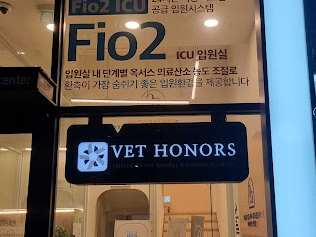 Fio2 ICU
공급 입원시스템
Fio2
ICU 입원실
입원실 내 단계별 옥서스 의료산소 농도 조절로
환축이 가장 숨쉬기 좋은 입원환경을 제공합니다
center
VET HONORS